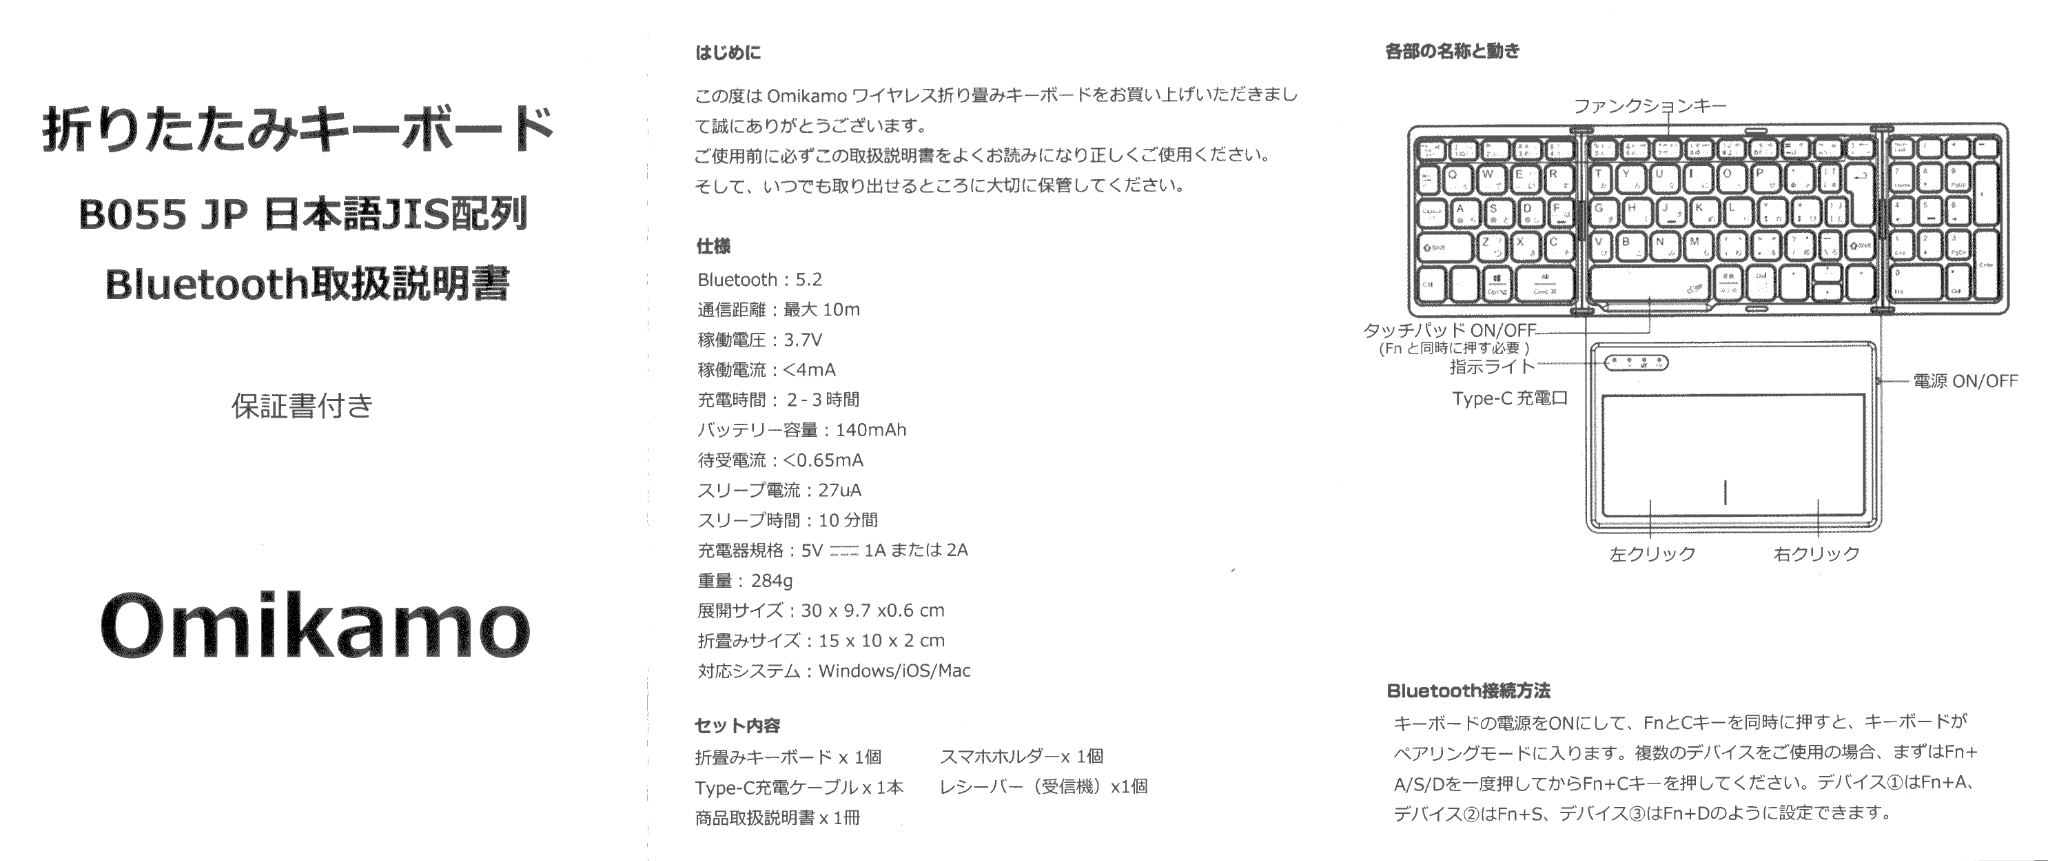 折りたたみキーボード
B055 JP 日本語JIS配列
Bluetooth取扱説明書
保証書付き
Omikamo
はじめに
この度は Omikamo ワイヤレス折り畳みキーボードをお買い上げいただきまし
て誠にありがとうございます。
ご使用前に必ずこの取扱説明書をよくお読みになり正しくご使用ください。
そして、いつでも取り出せるところに大切に保管してください。
仕様
Bluetooth：5.2
通信距離：最大 10m
稼働電圧：3.7V
稼働電流：<4mA
充電時間：2-3 時間
バッテリー容量：140mAh
待受電流：<0.65mA
スリープ電流：27uA
スリープ時間：10 分間
充電器規格：5V ⎓ 1A または 2A
重量：284g
展開サイズ：30 x 9.7 x0.6 cm
折畳みサイズ：15 x 10 x 2 cm
対応システム：Windows/iOS/Mac
セット内容
折畳みキーボード x 1個 スマホホルダーx 1個
Type-C充電ケーブル x 1本 レシーバー（受信機）x1個
商品取扱説明書 x 1冊
各部の名称と動き
ファンクションキー
Q W E R T Y U I O P
A S D F G H J K L
Z X C V B N M
タッチパッド ON/OFF
(Fn と同時に押す必要 )
指示ライト
Type-C 充電口
電源 ON/OFF
左クリック 右クリック
Bluetooth接続方法
キーボードの電源をONにして、FnとCキーを同時に押すと、キーボードが
ペアリングモードに入ります。複数のデバイスをご使用の場合、まずはFn+
A/S/Dを一度押してからFn+Cキーを押してください。デバイス①はFn+A、
デバイス②はFn+S、デバイス③はFn+Dのように設定できます。